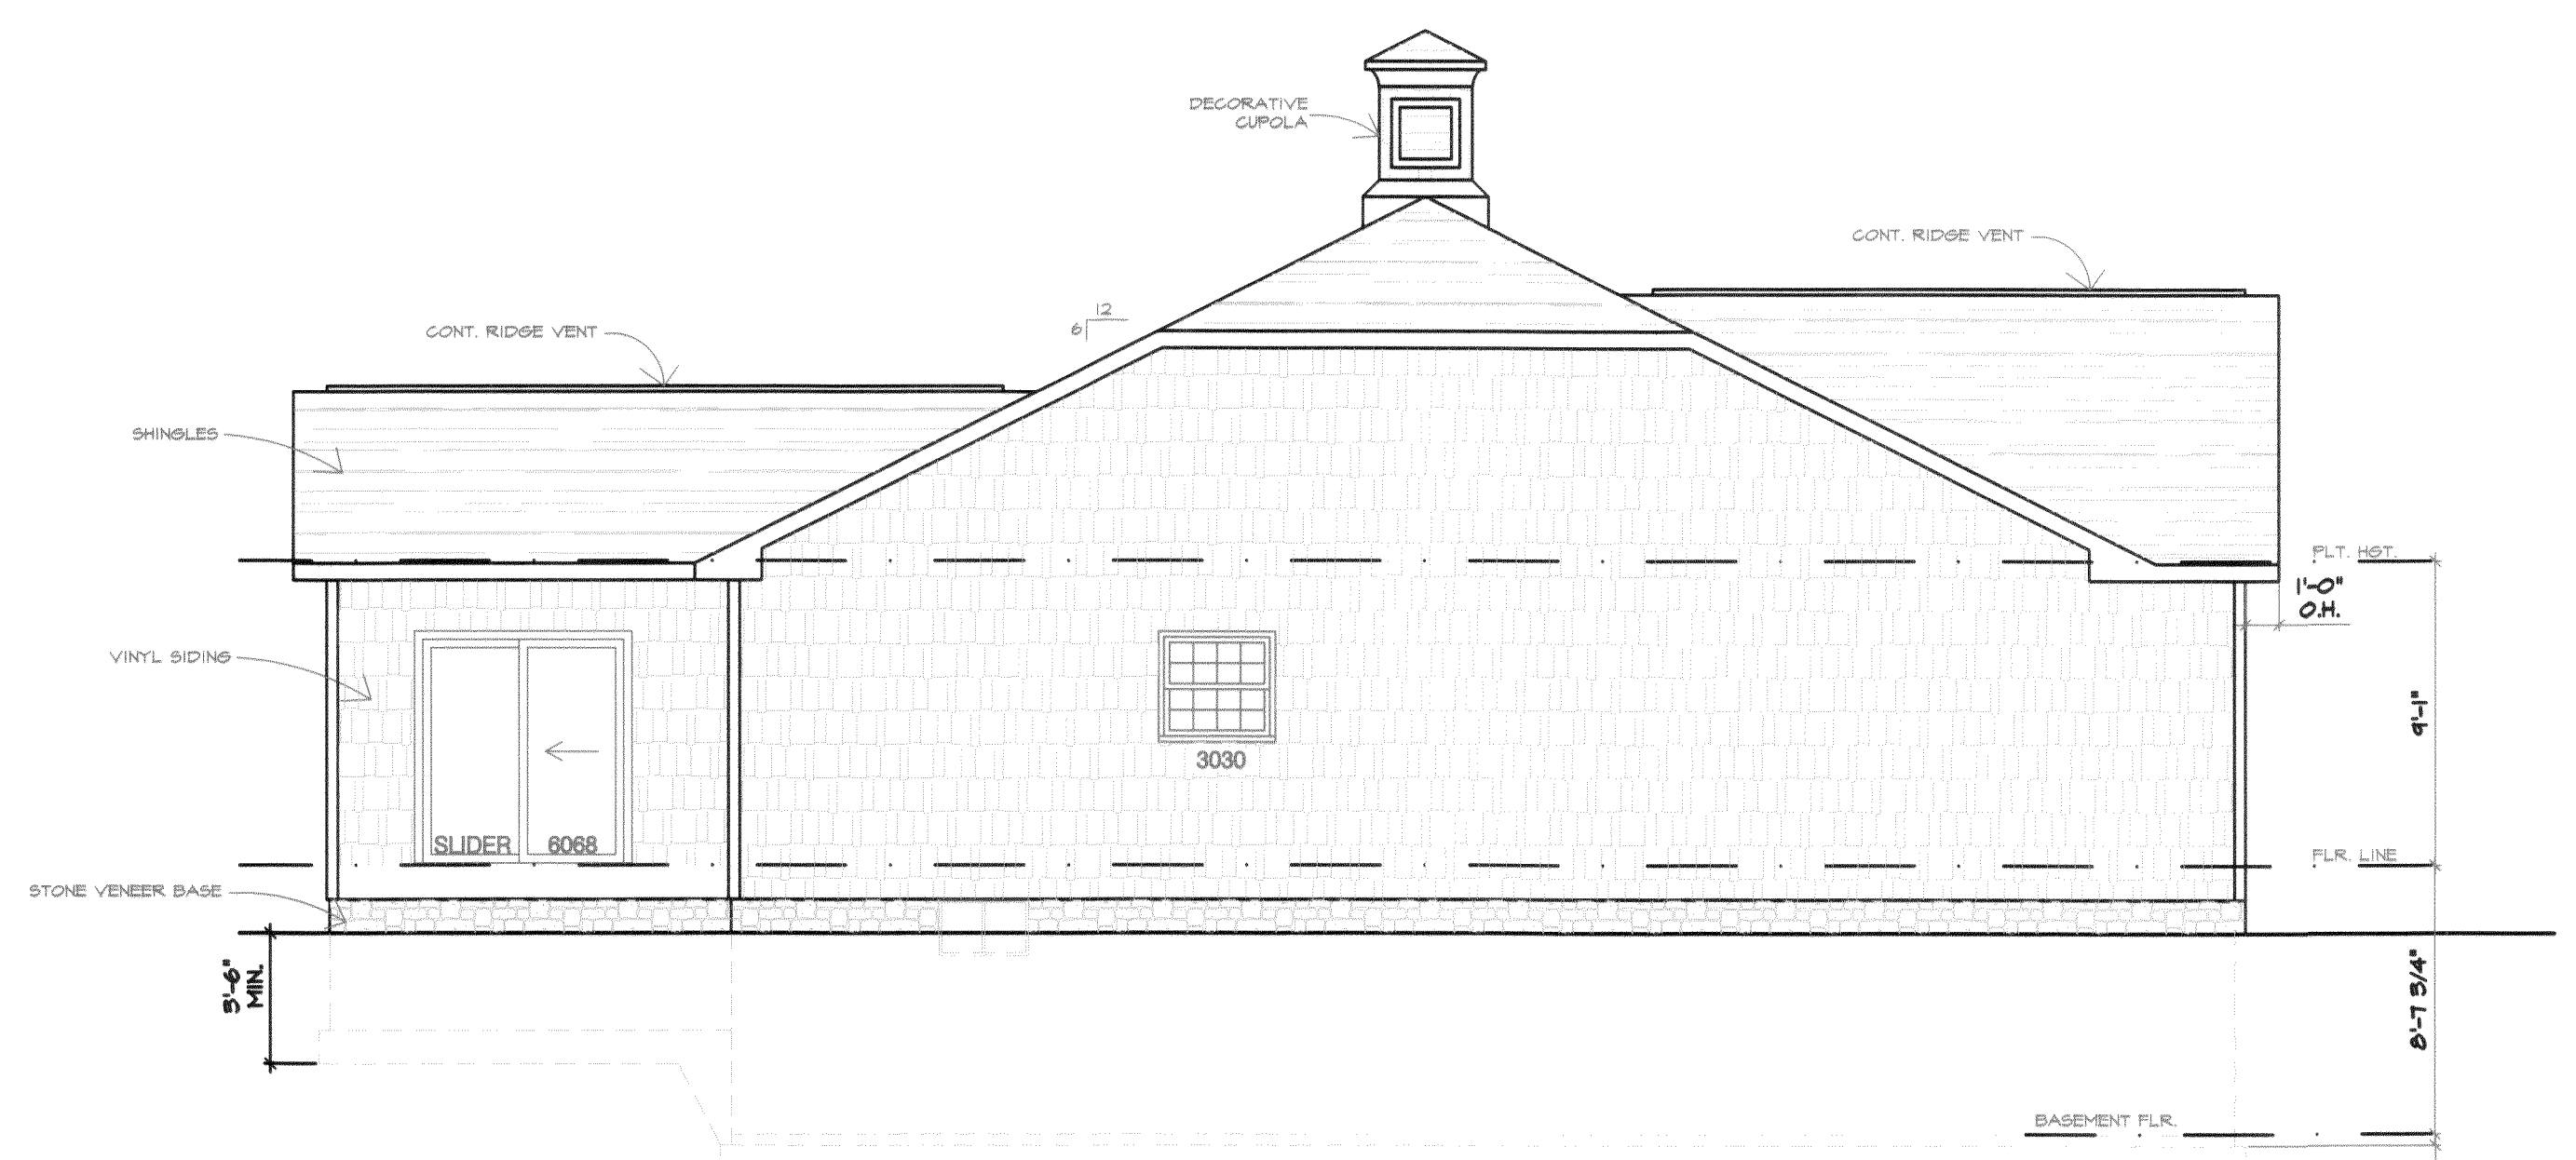 DECORATIVE
CUPOLA
CONT. RIDGE VENT
12
6
CONT. RIDGE VENT
SHINGLES
PLT. HGT.
1'-0"
O.H.
VINYL SIDING
9'-1"
3030
SLIDER 6068
FLR. LINE
STONE VENEER BASE
3'-6"
MIN.
8'-7 3/4"
BASEMENT FLR.